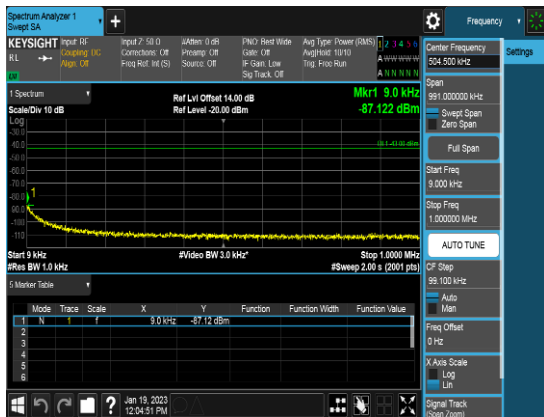 Spectrum Analyzer 1
Swept SA
Frequency
KEYSIGHT
Input: RF
Coupling: DC
Align: Off
Input Z: 50 Ω
Corrections: Off
Freq Ref: Int (S)
#Atten: 0 dB
Preamp: Off
Source: Off
PNO: Best Wide
Gate: Off
IF Gain: Low
Sig Track: Off
Avg Type: Power (RMS)
Avg|Hold: 10/10
Trig: Free Run
1 2 3 4 5 6
A W W W W W
A N N N N N
RL
Center Frequency
504.500 kHz
Settings
1 Spectrum
Scale/Div 10 dB
Ref Lvl Offset 14.00 dB
Ref Level -20.00 dBm
Mkr1 9.0 kHz
-87.122 dBm
Span
991.000000 kHz
Swept Span
Zero Span
Full Span
Log
-30.0
-40.0
-50.0
-60.0
-70.0
-80.0
-90.0
-100
-110
DL1 -43.00 dBm
1
Start Freq
9.000 kHz
Stop Freq
1.000000 MHz
AUTO TUNE
Start 9 kHz
#Res BW 1.0 kHz
#Video BW 3.0 kHz*
Stop 1.0000 MHz
#Sweep 2.00 s (2001 pts)
CF Step
99.100 kHz
Auto
Man
5 Marker Table
Mode Trace Scale X Y Function Function Width Function Value
1 N 1 f 9.0 kHz -87.12 dBm
2
3
4
5
6
Freq Offset
0 Hz
X Axis Scale
Log
Lin
Signal Track
(Span Zoom)
Jan 19, 2023
12:04:51 PM